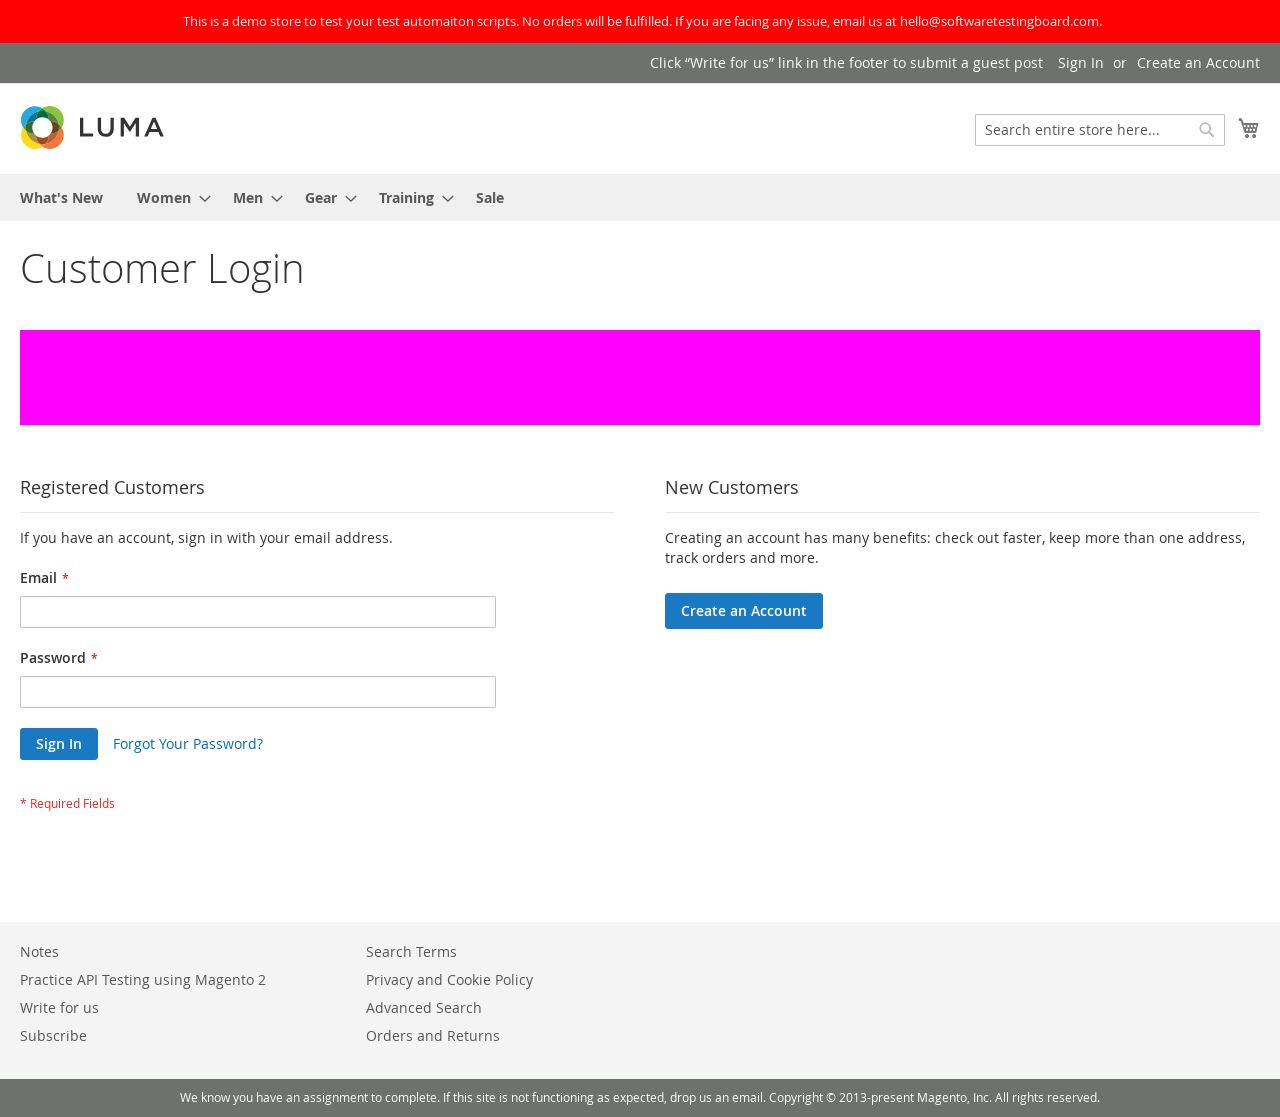 This is a demo store to test your test automaiton scripts. No orders will be fulfilled. If you are facing any issue, email us at hello@softwaretestingboard.com.
Click “Write for us” link in the footer to submit a guest post Sign In or Create an Account
LUMA
Search entire store here...
What's New Women Men Gear Training Sale
Customer Login
Registered Customers
If you have an account, sign in with your email address.
Email *
Password *
Sign In Forgot Your Password?
* Required Fields
New Customers
Creating an account has many benefits: check out faster, keep more than one address,
track orders and more.
Create an Account
Notes
Practice API Testing using Magento 2
Write for us
Subscribe
Search Terms
Privacy and Cookie Policy
Advanced Search
Orders and Returns
We know you have an assignment to complete. If this site is not functioning as expected, drop us an email. Copyright © 2013-present Magento, Inc. All rights reserved.